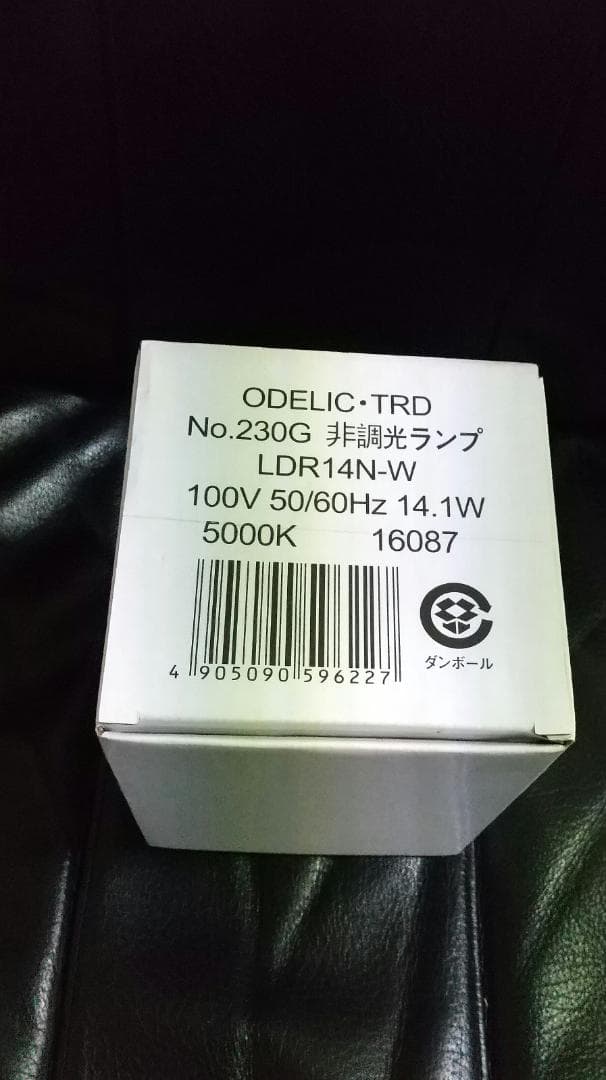 ODELIC・TRD
No.230G 非調光ランプ
LDR14N-W
100V 50/60Hz 14.1W
5000K 16087
4 905090 596227
ダンボール